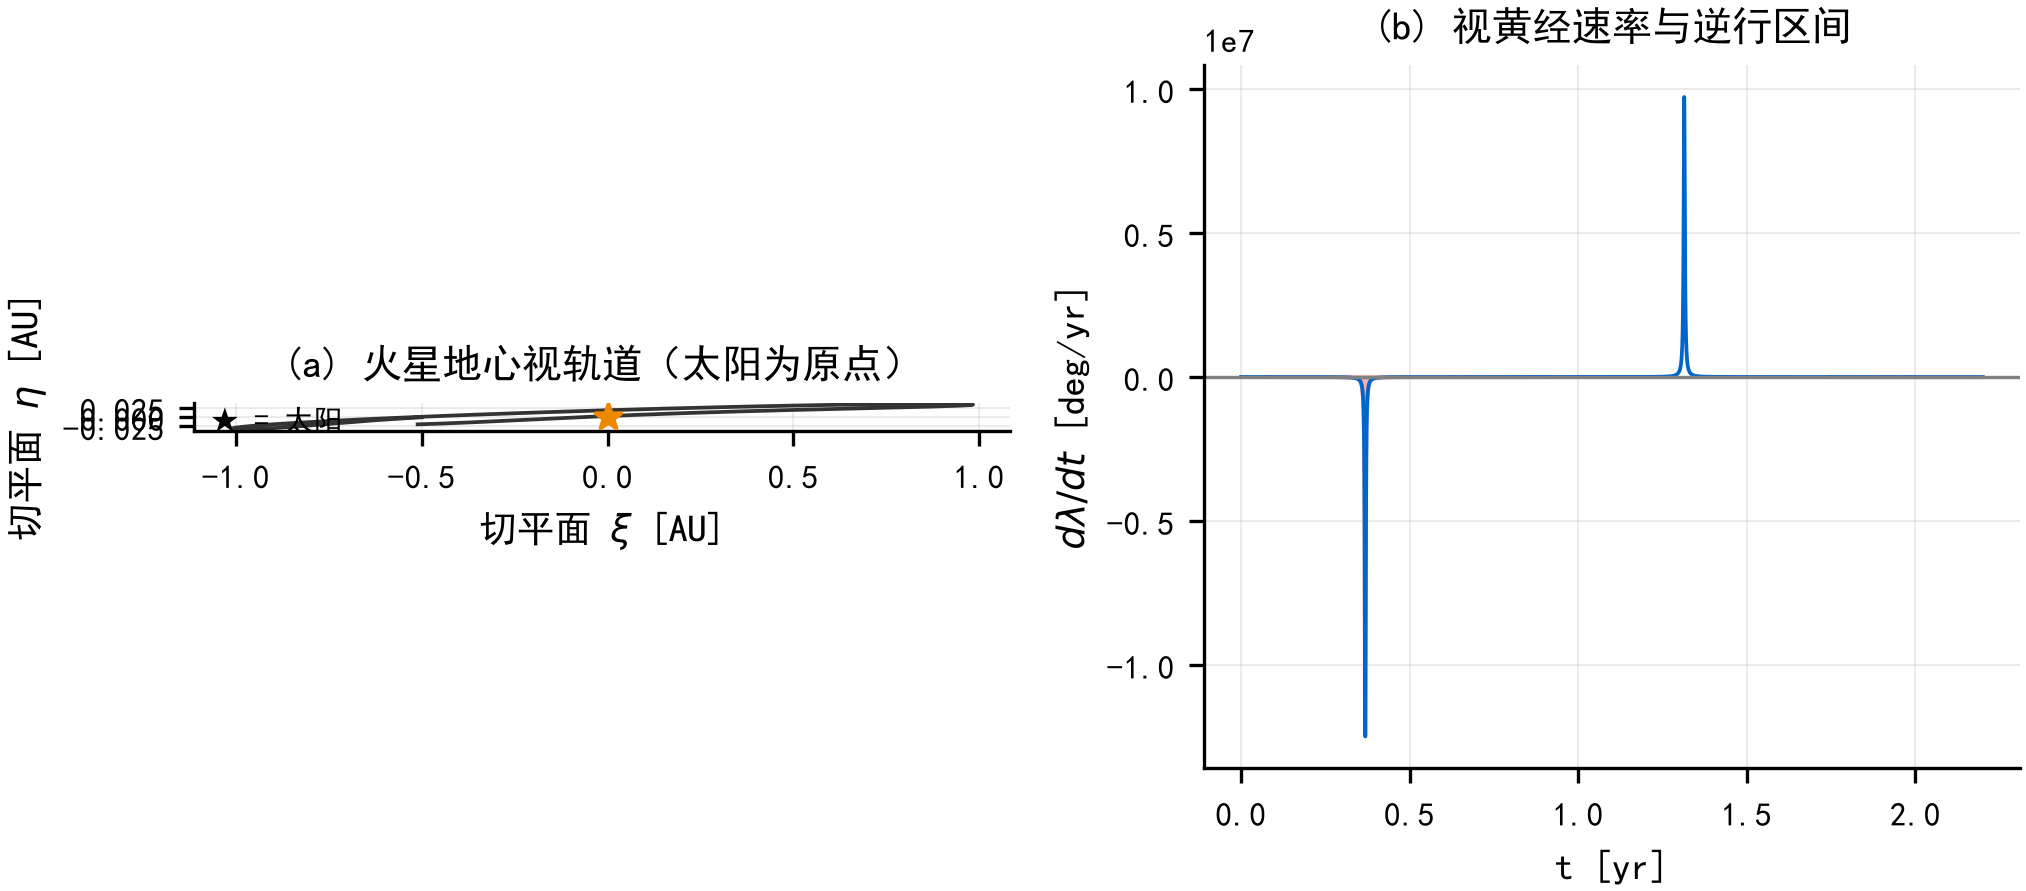 (a) 火星地心视轨道（太阳为原点）
切平面 η [AU]
0.025
0.000
−0.025
★ = 太阳
−1.0 −0.5 0.0 0.5 1.0
切平面 ξ [AU]
(b) 视黄经速率与逆行区间
1e7
dλ/dt [deg/yr]
1.0
0.5
0.0
−0.5
−1.0
0.0 0.5 1.0 1.5 2.0
t [yr]